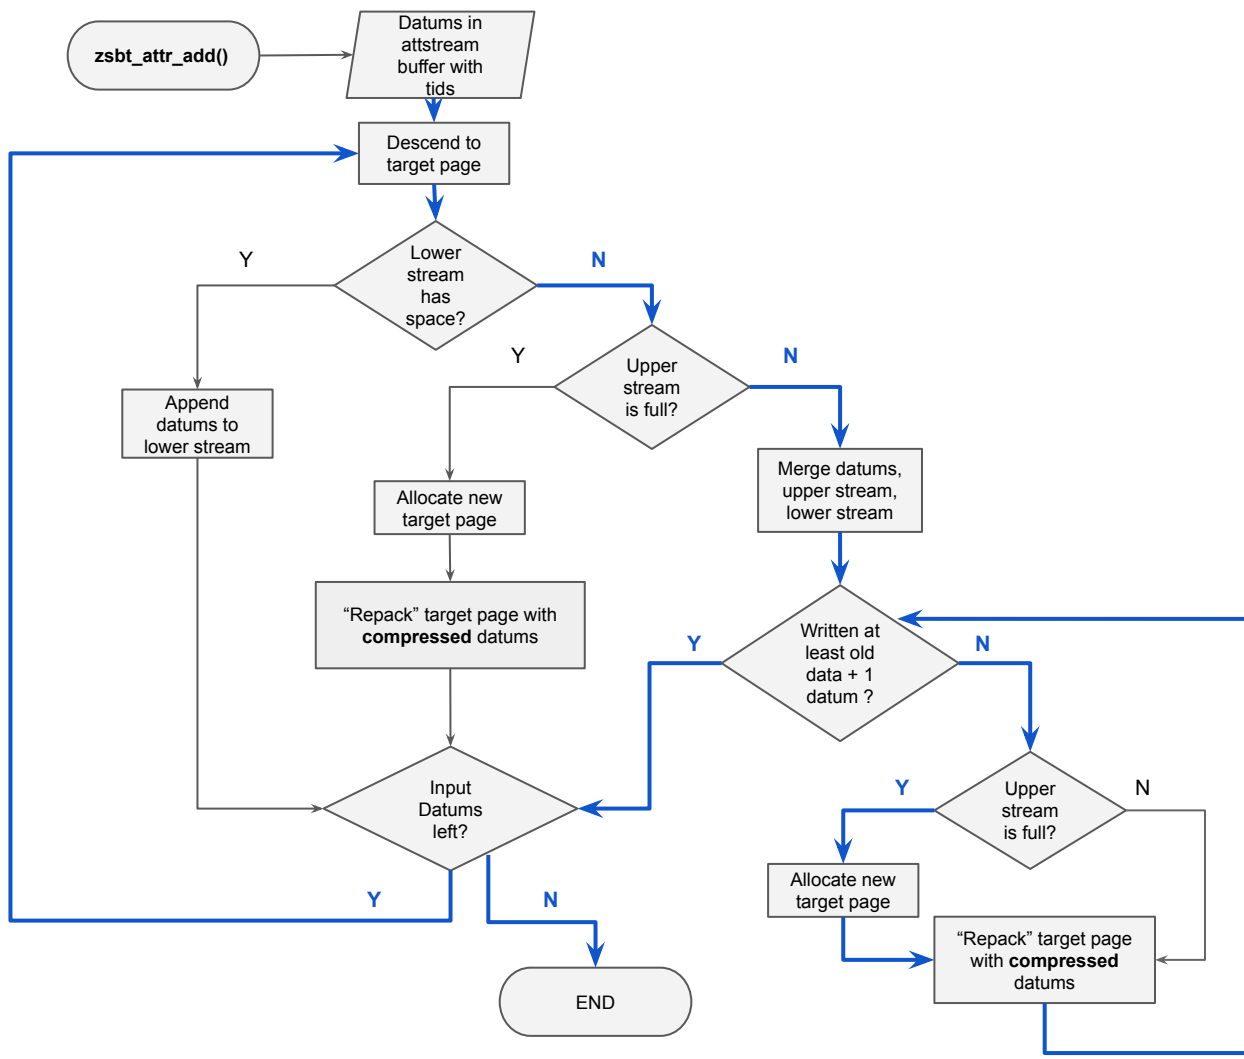 zsbt_attr_add()
Datums in
attstream
buffer with
tids
Descend to
target page
Lower
stream
has
space?
Y
N
Upper
stream
is full?
Y
N
Append
datums to
lower stream
Allocate new
target page
Merge datums,
upper stream,
lower stream
“Repack” target page with
compressed datums
Written at
least old
data + 1
datum ?
Y
N
Input
Datums
left?
Upper
stream
is full?
Y
N
Allocate new
target page
Y
N
“Repack” target page
with compressed
datums
END